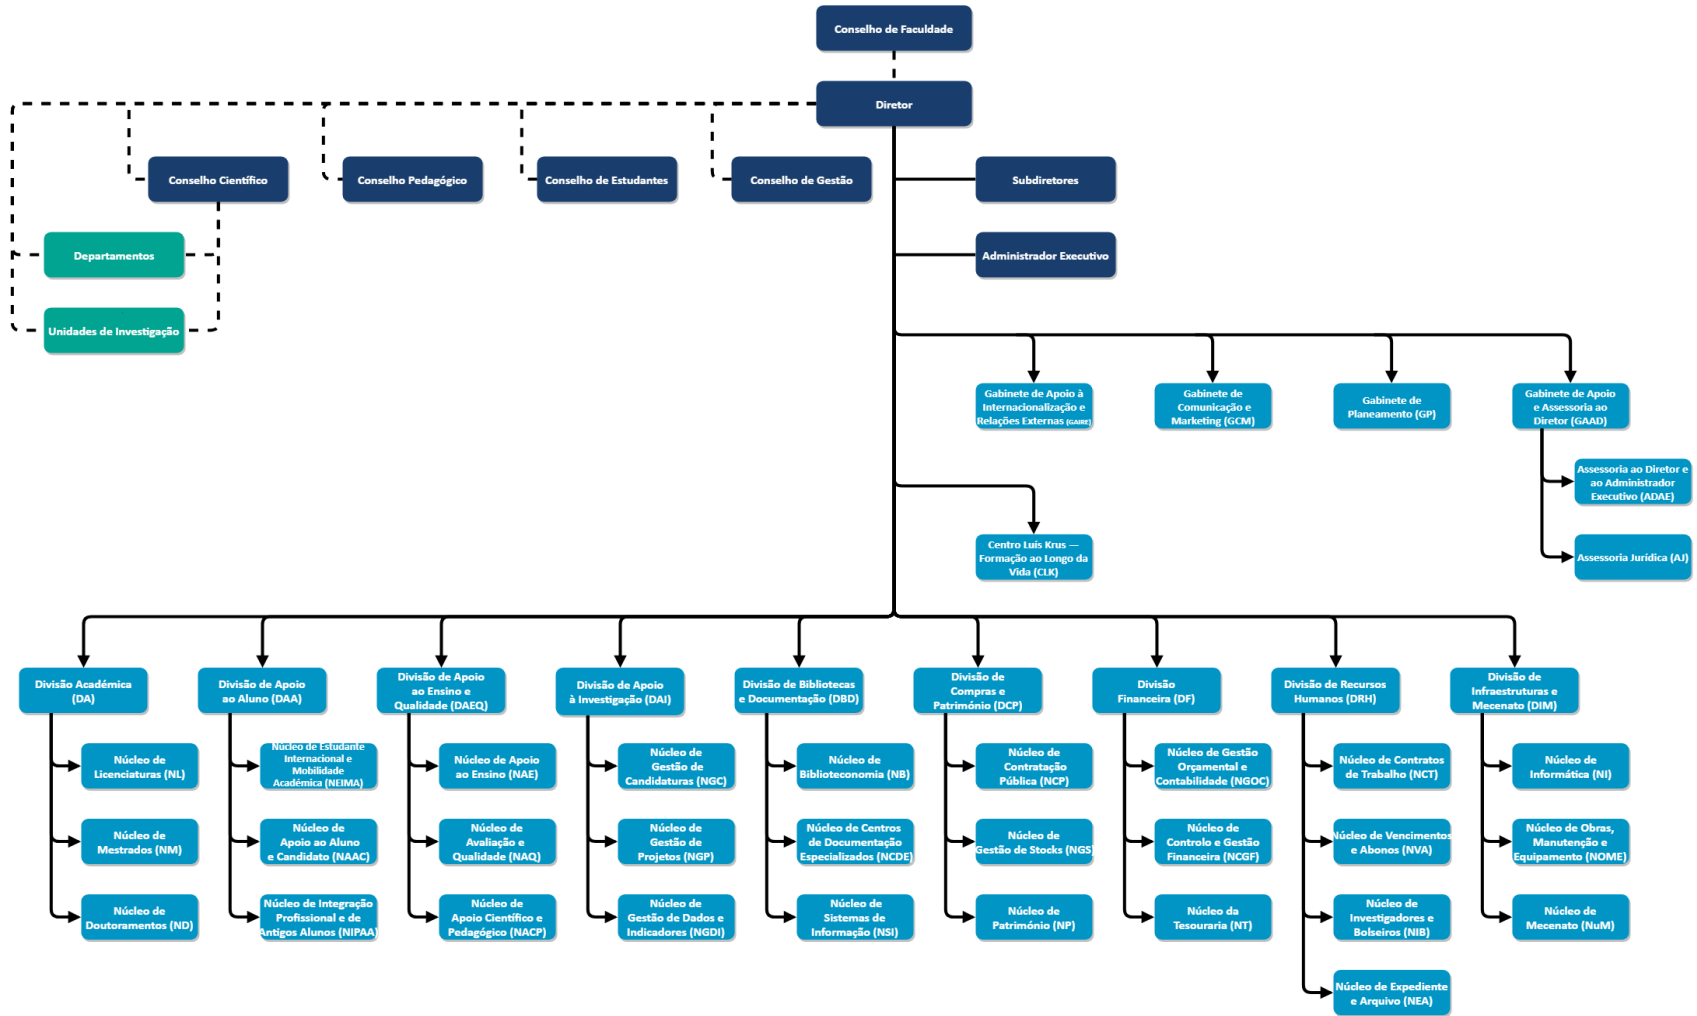 Conselho de Faculdade
Diretor
Conselho Científico
Conselho Pedagógico
Conselho de Estudantes
Conselho de Gestão
Subdiretores
Departamentos
Administrador Executivo
Unidades de Investigação
Gabinete de Apoio à
Internacionalização e
Relações Externas (GAIRE)
Gabinete de
Comunicação e
Marketing (GCM)
Gabinete de
Planeamento (GP)
Gabinete de Apoio
e Assessoria ao
Diretor (GAAD)
Assessoria ao Diretor e
ao Administrador
Executivo (ADAE)
Centro Luís Krus —
Formação ao Longo da
Vida (CLK)
Assessoria Jurídica (AJ)
Divisão Académica
(DA)
Divisão de Apoio
ao Aluno (DAA)
Divisão de Apoio
ao Ensino e
Qualidade (DAEQ)
Divisão de Apoio
à Investigação (DAI)
Divisão de Bibliotecas
e Documentação (DBD)
Divisão de
Compras e
Património (DCP)
Divisão
Financeira (DF)
Divisão de Recursos
Humanos (DRH)
Divisão de
Infraestruturas e
Mecenato (DIM)
Núcleo de
Licenciaturas (NL)
Núcleo de Estudante
Internacional e
Mobilidade
Académica (NEIMA)
Núcleo de Apoio
ao Ensino (NAE)
Núcleo de
Gestão de
Candidaturas (NGC)
Núcleo de
Biblioteconomia (NB)
Núcleo de
Contratação
Pública (NCP)
Núcleo de Gestão
Orçamental e
Contabilidade (NGOC)
Núcleo de Contratos
de Trabalho (NCT)
Núcleo de
Informática (NI)
Núcleo de
Mestrados (NM)
Núcleo de
Apoio ao Aluno
e Candidato (NAAC)
Núcleo de
Avaliação e
Qualidade (NAQ)
Núcleo de
Gestão de
Projetos (NGP)
Núcleo de Centros
de Documentação
Especializados (NCDE)
Núcleo de
Gestão de Stocks (NGS)
Núcleo de
Controlo e Gestão
Financeira (NCGF)
Núcleo de Vencimentos
e Abonos (NVA)
Núcleo de Obras,
Manutenção e
Equipamento (NOME)
Núcleo de
Doutoramentos (ND)
Núcleo de Integração
Profissional e de
Antigos Alunos (NIPAA)
Núcleo de
Apoio Científico e
Pedagógico (NACP)
Núcleo de
Gestão de Dados e
Indicadores (NGDI)
Núcleo de
Sistemas de
Informação (NSI)
Núcleo de
Património (NP)
Núcleo da
Tesouraria (NT)
Núcleo de
Investigadores e
Bolseiros (NIB)
Núcleo de
Mecenato (NuM)
Núcleo de Expediente
e Arquivo (NEA)